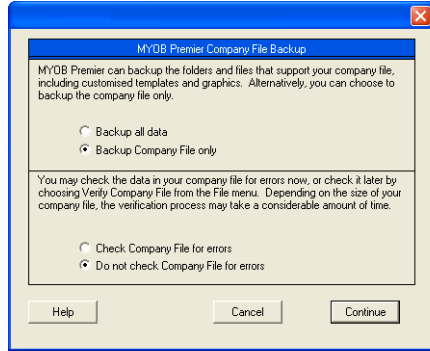 MYOB Premier Company File Backup
MYOB Premier can backup the folders and files that support your company file,
including customised templates and graphics. Alternatively, you can choose to
backup the company file only.
Backup all data
Backup Company File only
You may check the data in your company file for errors now, or check it later by
choosing Verify Company File from the File menu. Depending on the size of your
company file, the verification process may take a considerable amount of time.
Check Company File for errors
Do not check Company File for errors
Help
Cancel
Continue